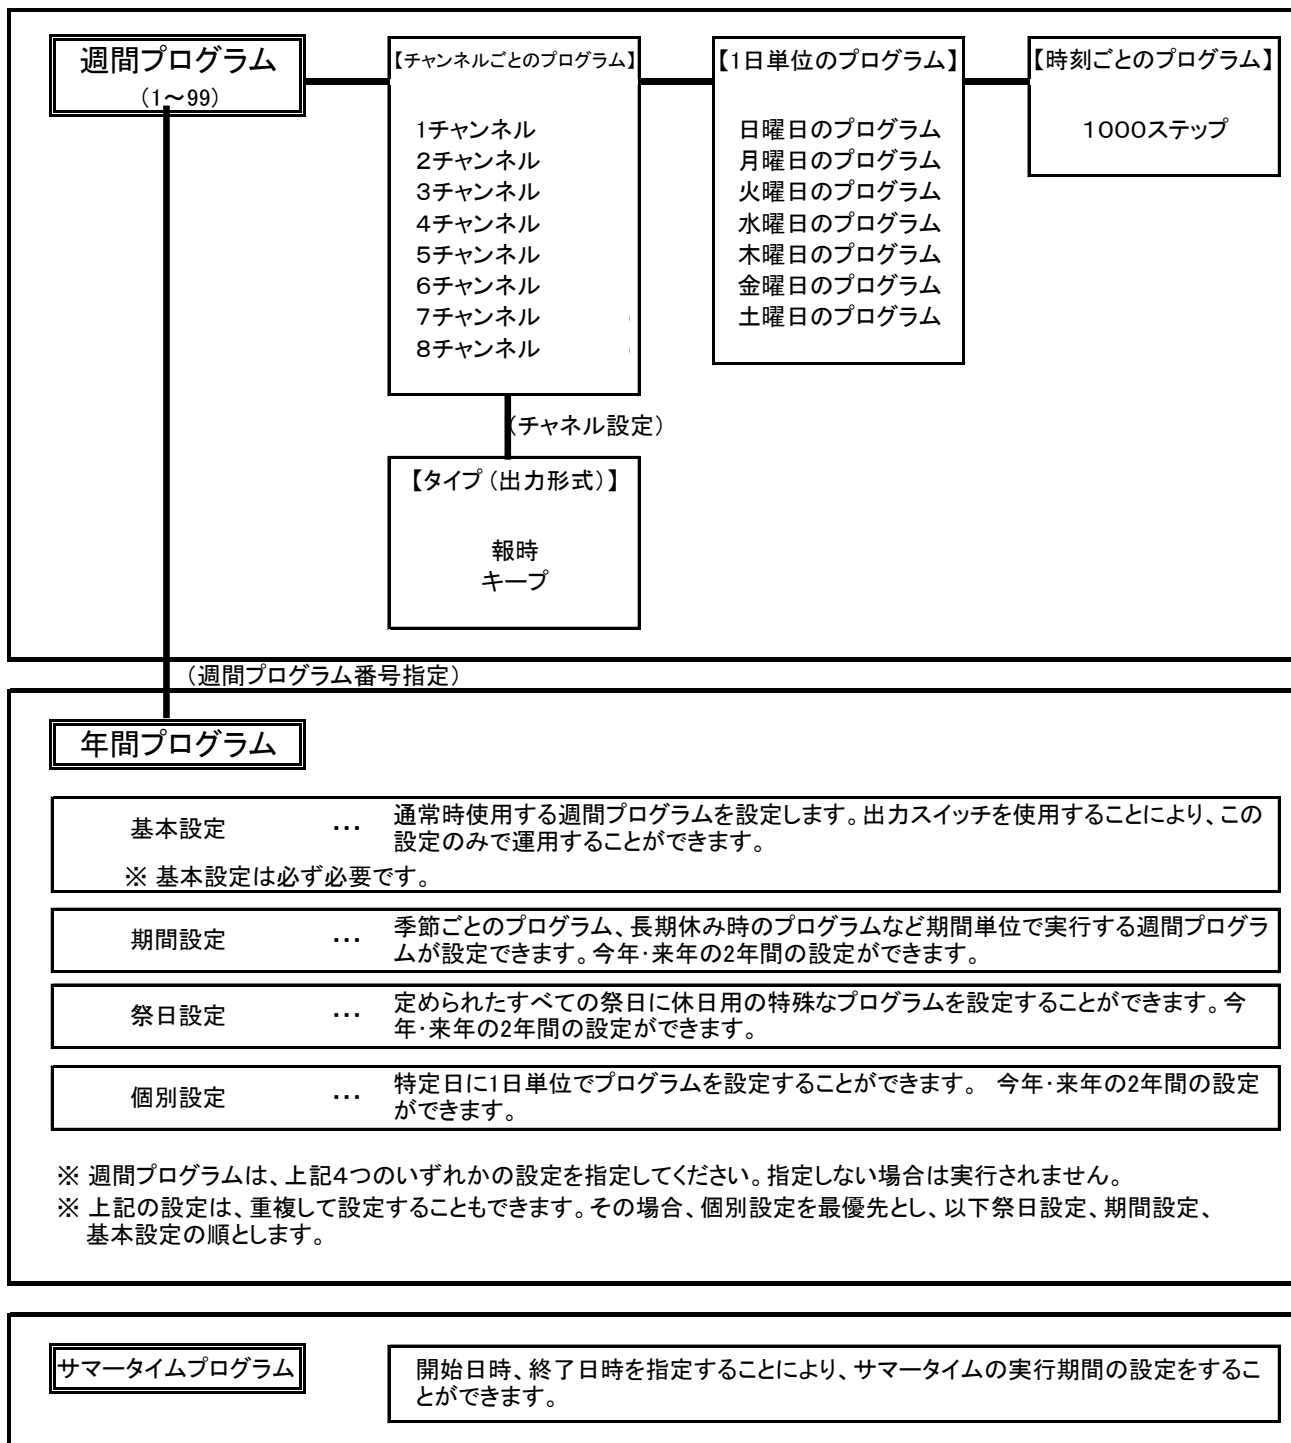 週間プログラム
(1～99)
【チャンネルごとのプログラム】
1チャンネル
2チャンネル
3チャンネル
4チャンネル
5チャンネル
6チャンネル
7チャンネル
8チャンネル
【1日単位のプログラム】
日曜日のプログラム
月曜日のプログラム
火曜日のプログラム
水曜日のプログラム
木曜日のプログラム
金曜日のプログラム
土曜日のプログラム
【時刻ごとのプログラム】
1000ステップ
(チャネル設定)
【タイプ(出力形式)】
報時
キープ
(週間プログラム番号指定)
年間プログラム
基本設定 … 通常時使用する週間プログラムを設定します。出力スイッチを使用することにより、この
設定のみで運用することができます。
※ 基本設定は必ず必要です。
期間設定 … 季節ごとのプログラム、長期休み時のプログラムなど期間単位で実行する週間プログラ
ムが設定できます。今年･来年の2年間の設定ができます。
祭日設定 … 定められたすべての祭日に休日用の特殊なプログラムを設定することができます。今
年･来年の2年間の設定ができます。
個別設定 … 特定日に1日単位でプログラムを設定することができます。 今年･来年の2年間の設定
ができます。
※ 週間プログラムは、上記4つのいずれかの設定を指定してください。指定しない場合は実行されません。
※ 上記の設定は、重複して設定することもできます。その場合、個別設定を最優先とし、以下祭日設定、期間設定、
基本設定の順とします。
サマータイムプログラム
開始日時、終了日時を指定することにより、サマータイムの実行期間の設定をするこ
とができます。